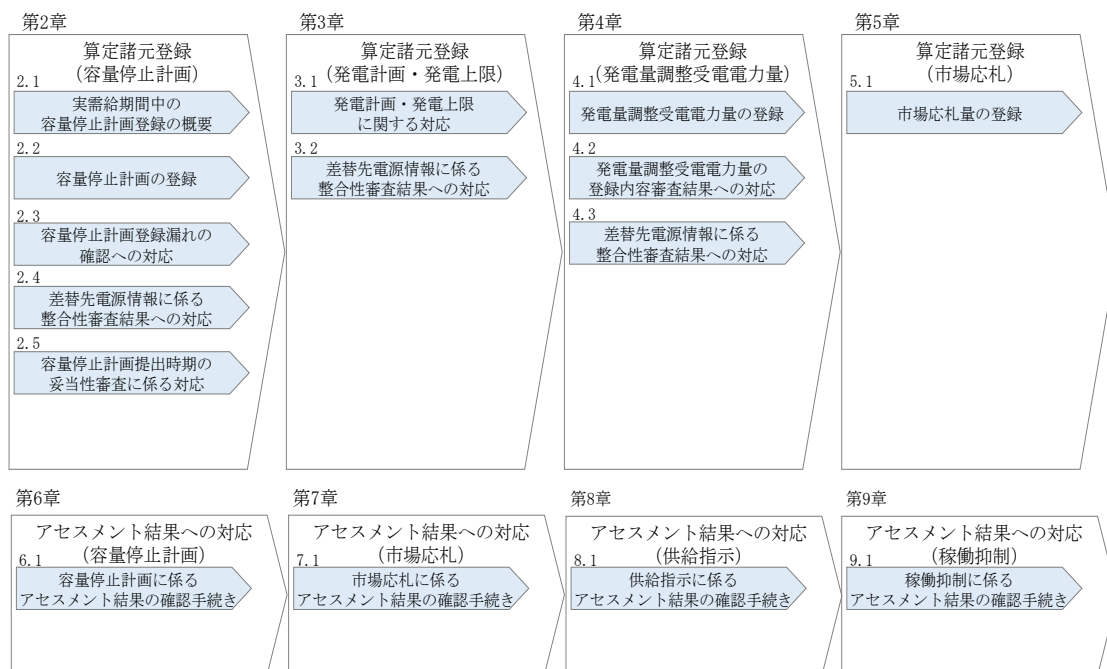 第2章
算定諸元登録
(容量停止計画)
2.1
実需給期間中の
容量停止計画登録の概要
2.2
容量停止計画の登録
2.3
容量停止計画登録漏れの
確認への対応
2.4
差替先電源情報に係る
整合性審査結果への対応
2.5
容量停止計画提出時期の
妥当性審査に係る対応
第3章
算定諸元登録
(発電計画・発電上限)
3.1
発電計画・発電上限
に関する対応
3.2
差替先電源情報に係る
整合性審査結果への対応
第4章
算定諸元登録
(発電量調整受電電力量)
4.1
発電量調整受電電力量の登録
4.2
発電量調整受電電力量の
登録内容審査結果への対応
4.3
差替先電源情報に係る
整合性審査結果への対応
第5章
算定諸元登録
(市場応札)
5.1
市場応札量の登録
第6章
アセスメント結果への対応
(容量停止計画)
6.1
容量停止計画に係る
アセスメント結果の確認手続き
第7章
アセスメント結果への対応
(市場応札)
7.1
市場応札に係る
アセスメント結果の確認手続き
第8章
アセスメント結果への対応
(供給指示)
8.1
供給指示に係る
アセスメント結果の確認手続き
第9章
アセスメント結果への対応
(稼働抑制)
9.1
稼働抑制に係る
アセスメント結果の確認手続き